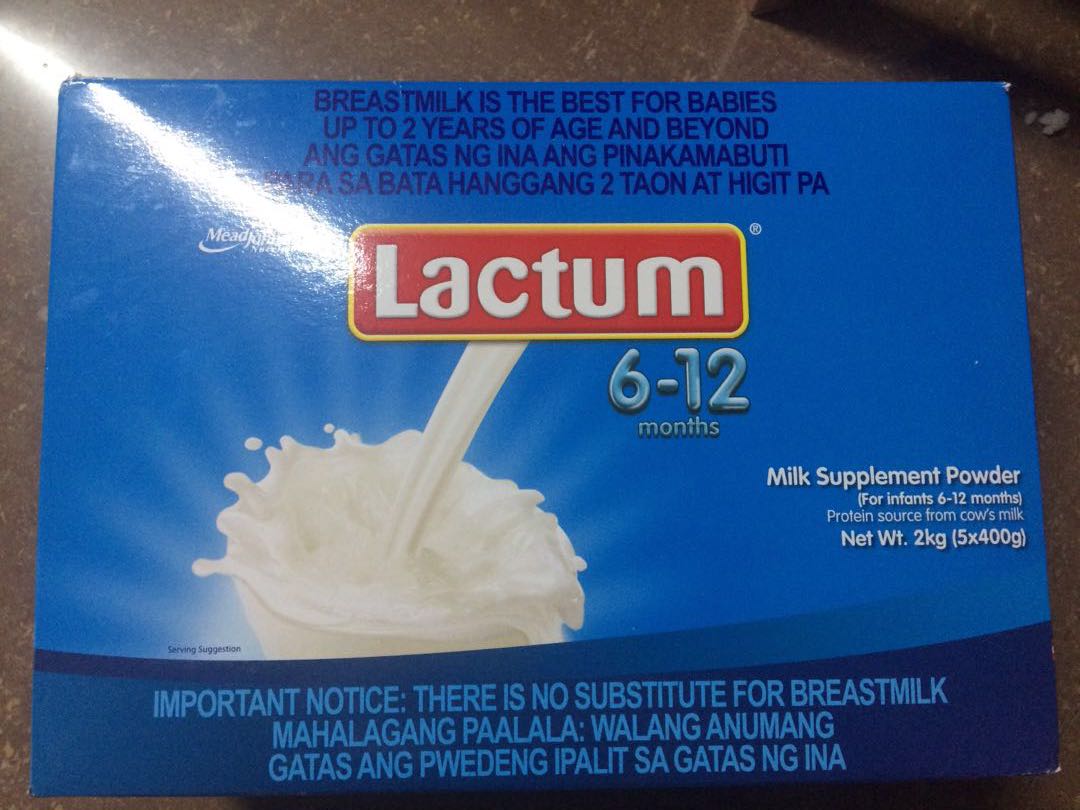 BREASTMILK IS THE BEST FOR BABIES
UP TO 2 YEARS OF AGE AND BEYOND
ANG GATAS NG INA ANG PINAKAMABUTI
PARA SA BATA HANGGANG 2 TAON AT HIGIT PA
Lactum®
6-12
months
Milk Supplement Powder
(For infants 6-12 months)
Protein source from cow's milk
Net Wt. 2kg (5x400g)
Serving Suggestion
IMPORTANT NOTICE: THERE IS NO SUBSTITUTE FOR BREASTMILK
MAHALAGANG PAALALA: WALANG ANUMANG
GATAS ANG PWEDENG IPALIT SA GATAS NG INA